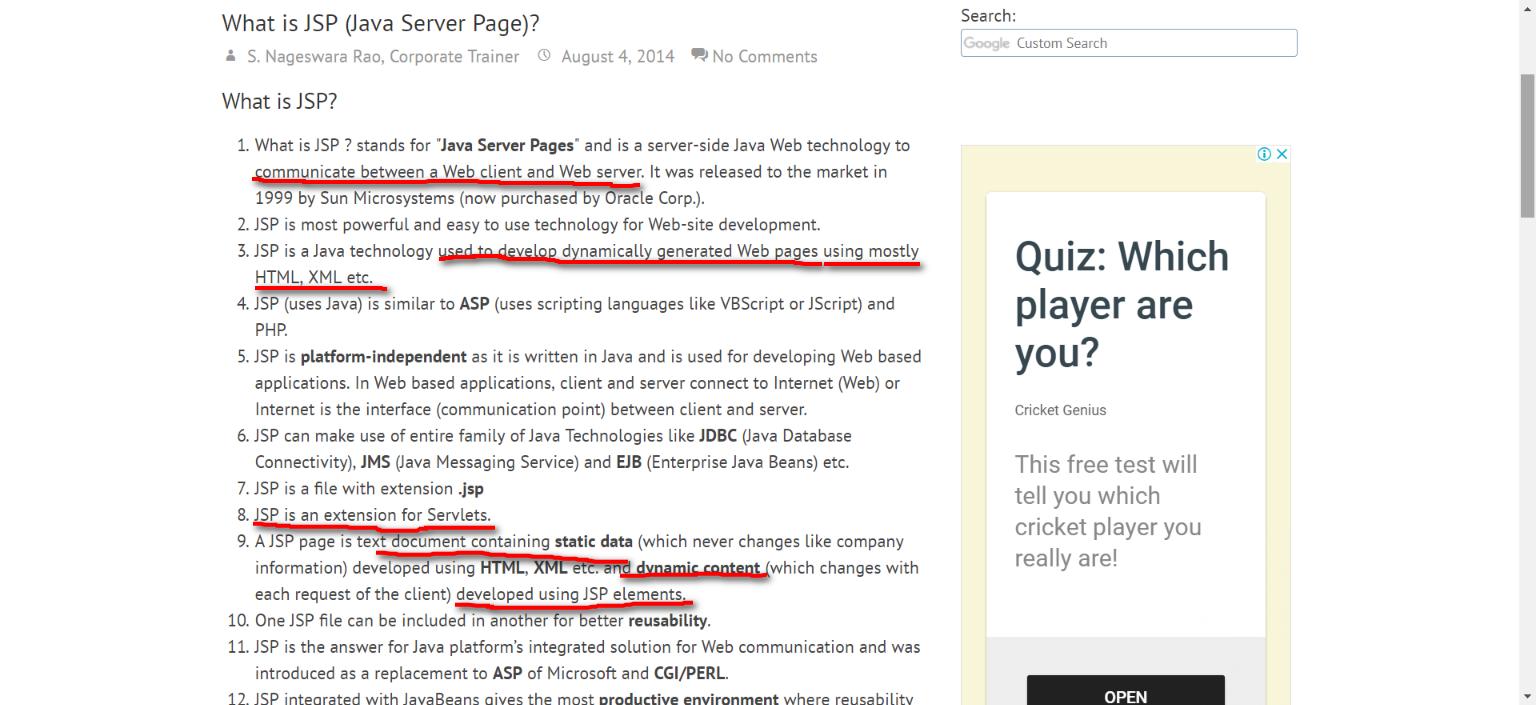 What is JSP (Java Server Page)?
S. Nageswara Rao, Corporate Trainer August 4, 2014 No Comments
What is JSP?
1. What is JSP ? stands for "Java Server Pages" and is a server-side Java Web technology to
communicate between a Web client and Web server. It was released to the market in
1999 by Sun Microsystems (now purchased by Oracle Corp.).
2. JSP is most powerful and easy to use technology for Web-site development.
3. JSP is a Java technology used to develop dynamically generated Web pages using mostly
HTML, XML etc.
4. JSP (uses Java) is similar to ASP (uses scripting languages like VBScript or JScript) and
PHP.
5. JSP is platform-independent as it is written in Java and is used for developing Web based
applications. In Web based applications, client and server connect to Internet (Web) or
Internet is the interface (communication point) between client and server.
6. JSP can make use of entire family of Java Technologies like JDBC (Java Database
Connectivity), JMS (Java Messaging Service) and EJB (Enterprise Java Beans) etc.
7. JSP is a file with extension .jsp
8. JSP is an extension for Servlets.
9. A JSP page is text document containing static data (which never changes like company
information) developed using HTML, XML etc. and dynamic content (which changes with
each request of the client) developed using JSP elements.
10. One JSP file can be included in another for better reusability.
11. JSP is the answer for Java platform’s integrated solution for Web communication and was
introduced as a replacement to ASP of Microsoft and CGI/PERL.
12. JSP integrated with JavaBeans gives the most productive environment where reusability
Search:
Google Custom Search
Quiz: Which
player are
you?
Cricket Genius
This free test will
tell you which
cricket player you
really are!
OPEN